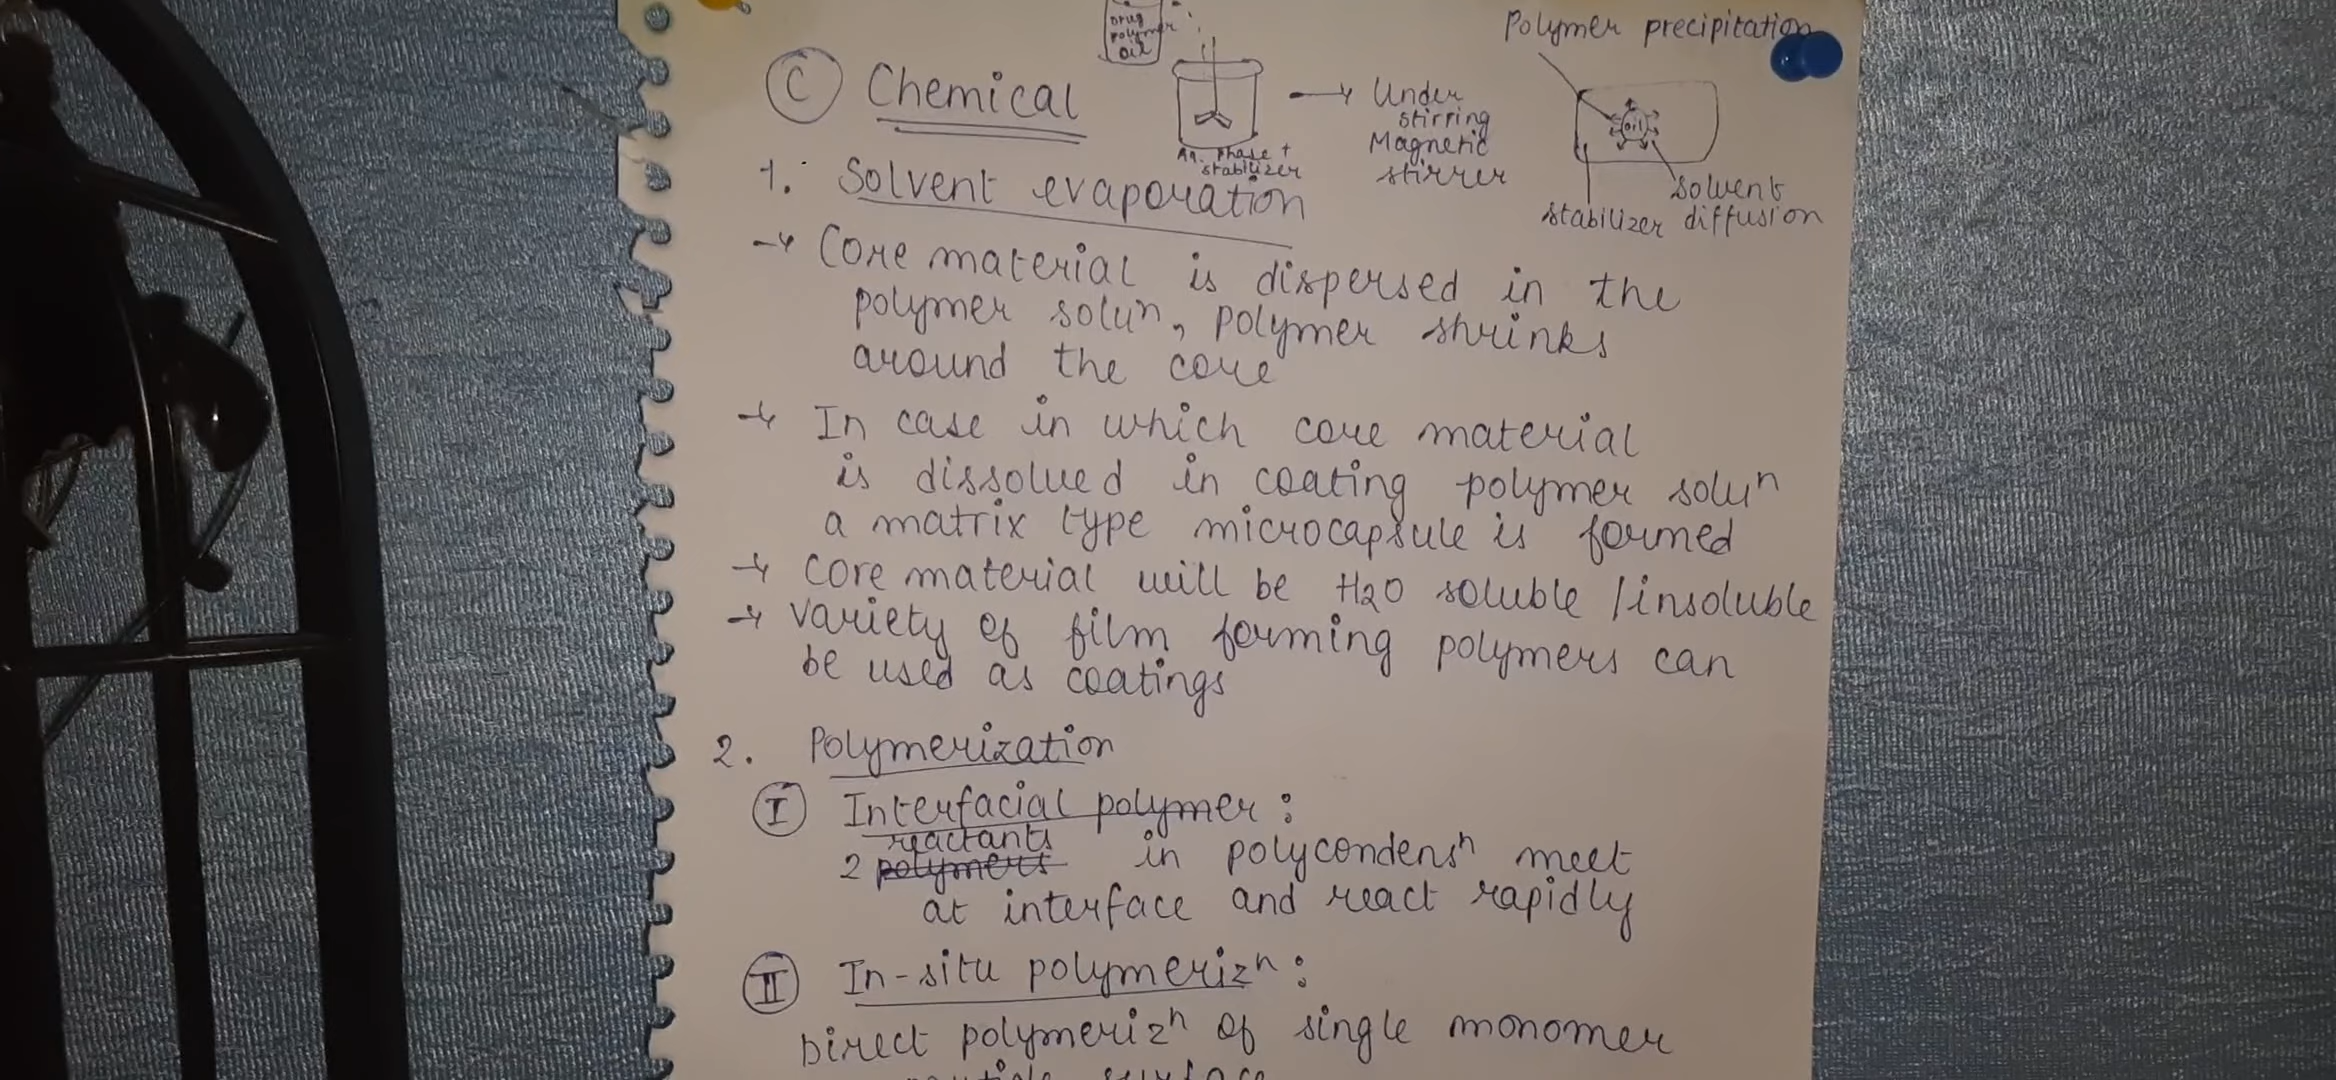 Drug
polymer
oil
Polymer precipitation
C Chemical
Under
stirring
Magnetic
stirrer
Aq. Phase +
stabilizer
oil
solvent
diffusion
stabilizer
1. Solvent evaporation
→ Core material is dispersed in the
polymer soluⁿ, polymer shrinks
around the core
→ In case in which core material
is dissolved in coating polymer soluⁿ
a matrix type microcapsule is formed
→ Core material will be H2O soluble / insoluble
→ Variety of film forming polymers can
be used as coatings
2. Polymerization
I Interfacial polymer :
reactants
2 polymers in polycondensⁿ meet
at interface and react rapidly
II In-situ polymerizⁿ :
Direct polymerizⁿ of single monomer
particle surface